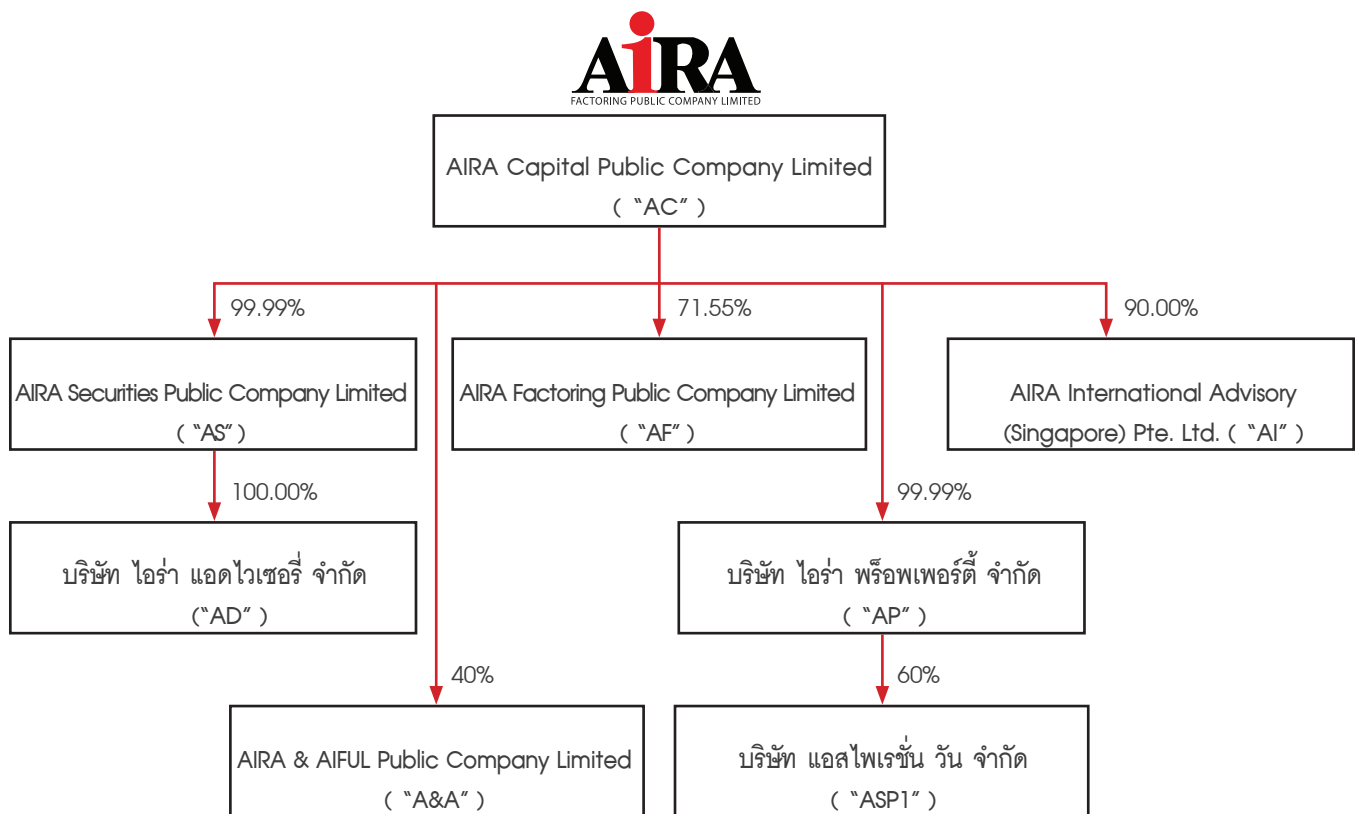 AiRA
FACTORING PUBLIC COMPANY LIMITED
AIRA Capital Public Company Limited
( “AC” )
99.99%
71.55%
90.00%
AIRA Securities Public Company Limited
( “AS” )
AIRA Factoring Public Company Limited
( “AF” )
AIRA International Advisory
(Singapore) Pte. Ltd. ( “AI” )
100.00%
99.99%
บริษัท ไอร่า แอดไวเซอรี่ จำกัด
(“AD” )
บริษัท ไอร่า พร็อพเพอร์ตี้ จำกัด
( “AP” )
40%
60%
AIRA & AIFUL Public Company Limited
( “A&A” )
บริษัท แอสไพเรชั่น วัน จำกัด
( “ASP1” )